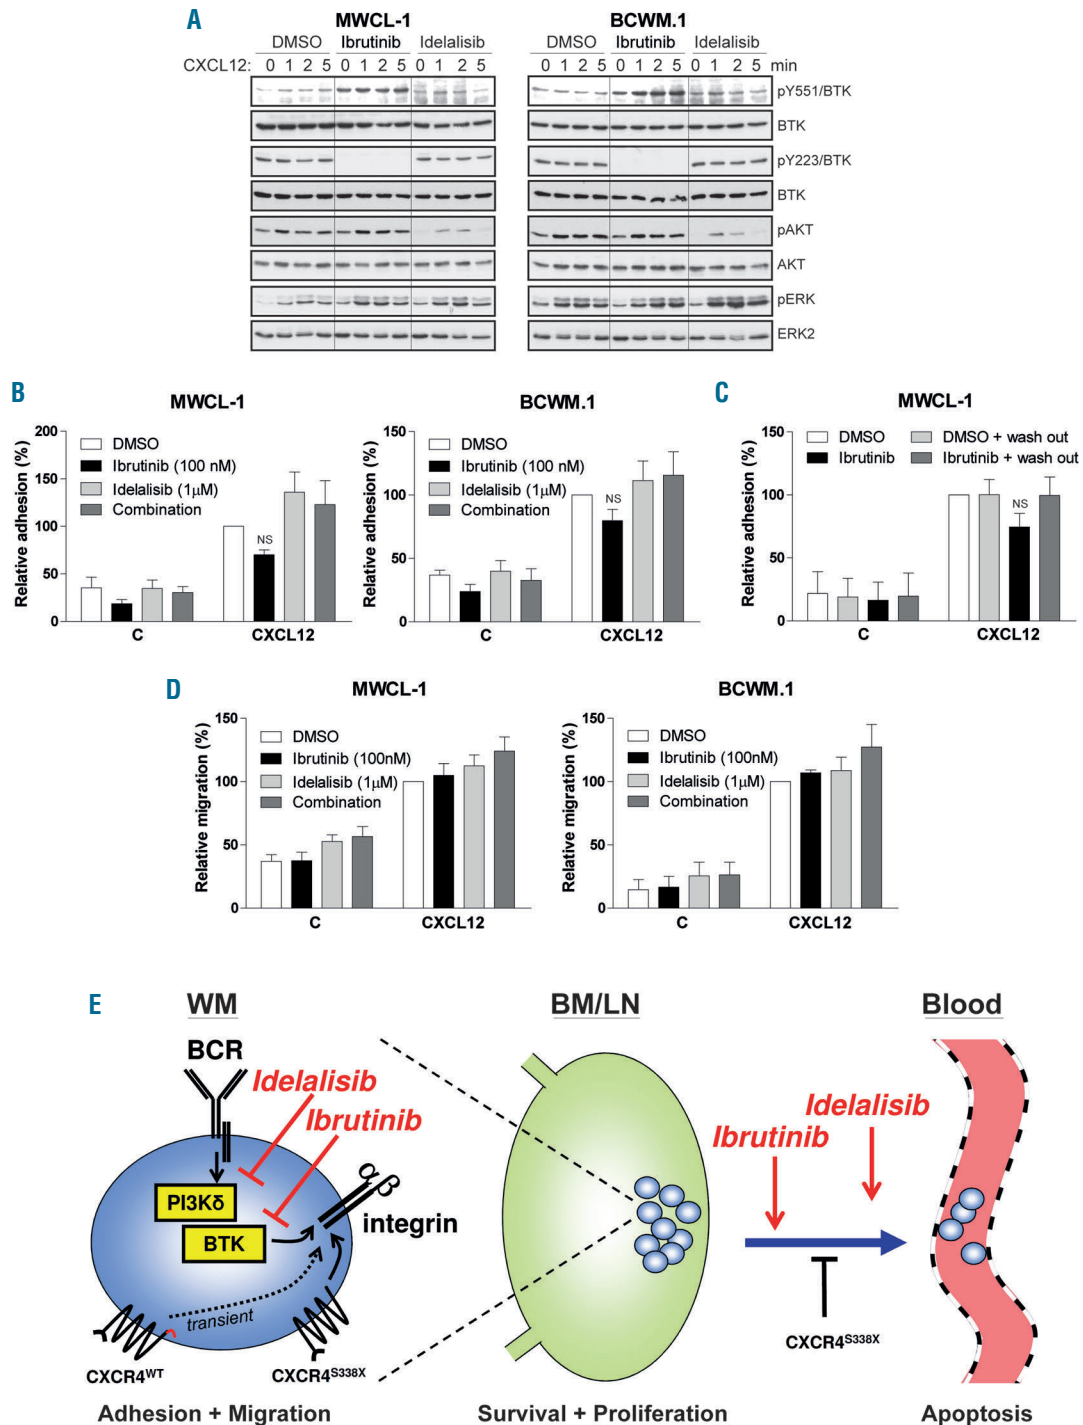 A
MWCL-1
BCWM.1
DMSO Ibrutinib Idelalisib
DMSO Ibrutinib Idelalisib
CXCL12: 0 1 2 5 0 1 2 5 0 1 2 5
0 1 2 5 0 1 2 5 0 1 2 5 min
pY551/BTK
BTK
pY223/BTK
BTK
pAKT
AKT
pERK
ERK2
B
MWCL-1
Relative adhesion (%)
200
150
100
50
0
DMSO
Ibrutinib (100 nM)
Idelalisib (1μM)
Combination
NS
C CXCL12
BCWM.1
Relative adhesion (%)
150
100
50
0
DMSO
Ibrutinib (100 nM)
Idelalisib (1μM)
Combination
NS
C CXCL12
C
MWCL-1
Relative adhesion (%)
150
100
50
0
DMSO DMSO + wash out
Ibrutinib Ibrutinib + wash out
NS
C CXCL12
D
MWCL-1
Relative migration (%)
150
100
50
0
DMSO
Ibrutinib (100nM)
Idelalisib (1μM)
Combination
C CXCL12
BCWM.1
Relative migration (%)
150
100
50
0
DMSO
Ibrutinib (100nM)
Idelalisib (1μM)
Combination
C CXCL12
E
WM
BCR
Idelalisib
Ibrutinib
αβ
integrin
PI3Kδ
BTK
transient
CXCR4WT
CXCR4S338X
Adhesion + Migration
BM/LN
Survival + Proliferation
Blood
Idelalisib
Ibrutinib
CXCR4S338X
Apoptosis